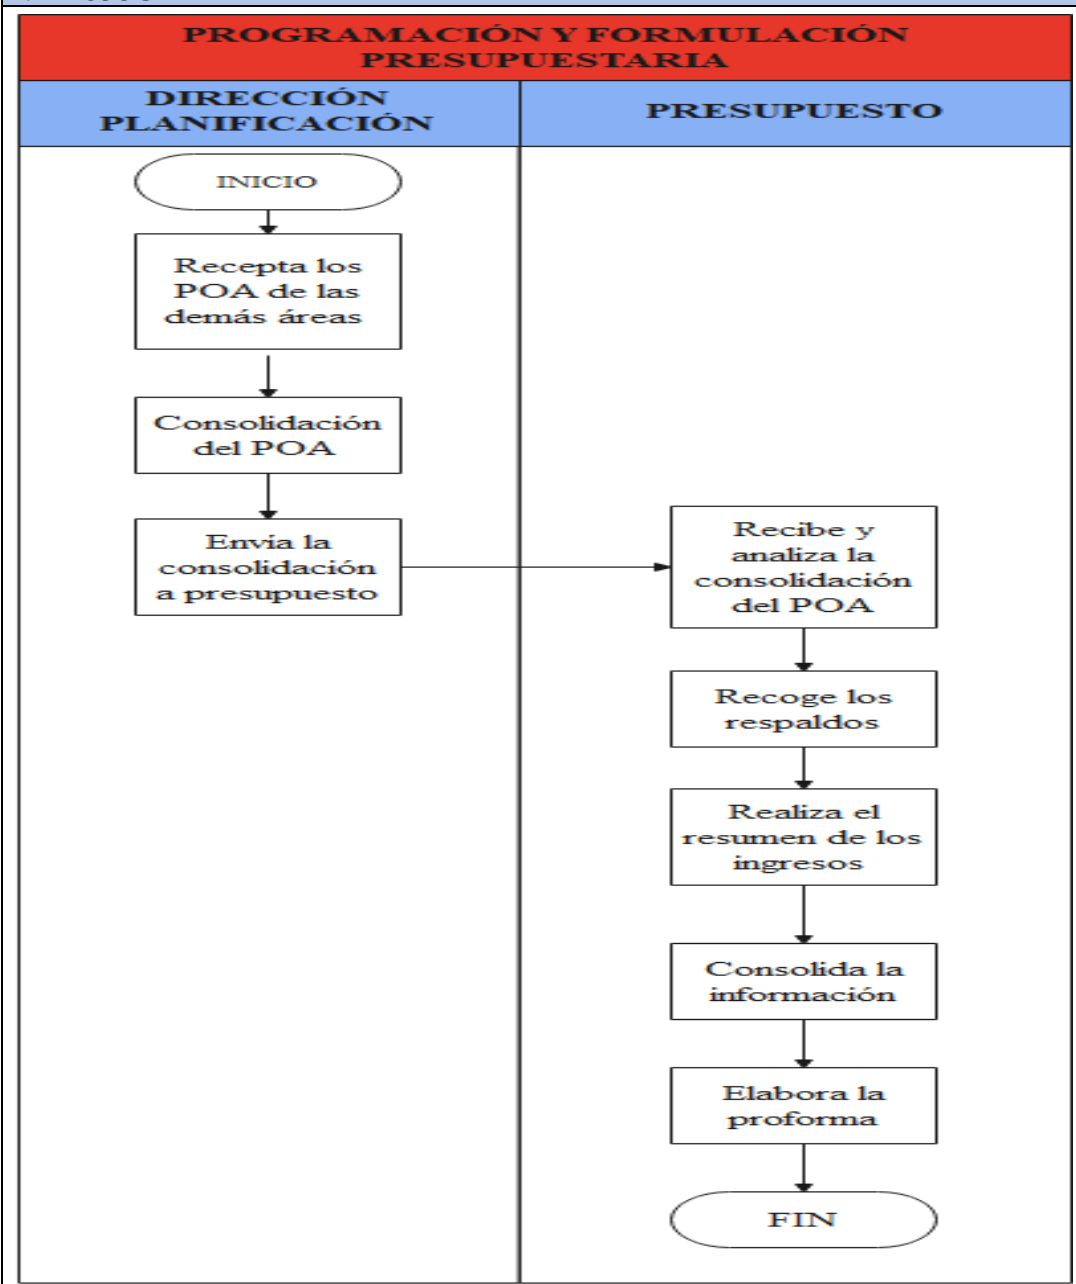 PROGRAMACIÓN Y FORMULACIÓN
PRESUPUESTARIA
DIRECCIÓN
PLANIFICACIÓN
PRESUPUESTO
INICIO
Recepta los
POA de las
demás áreas
Consolidación
del POA
Envía la
consolidación
a presupuesto
Recibe y
analiza la
consolidación
del POA
Recoge los
respaldos
Realiza el
resumen de los
ingresos
Consolida la
información
Elabora la
proforma
FIN